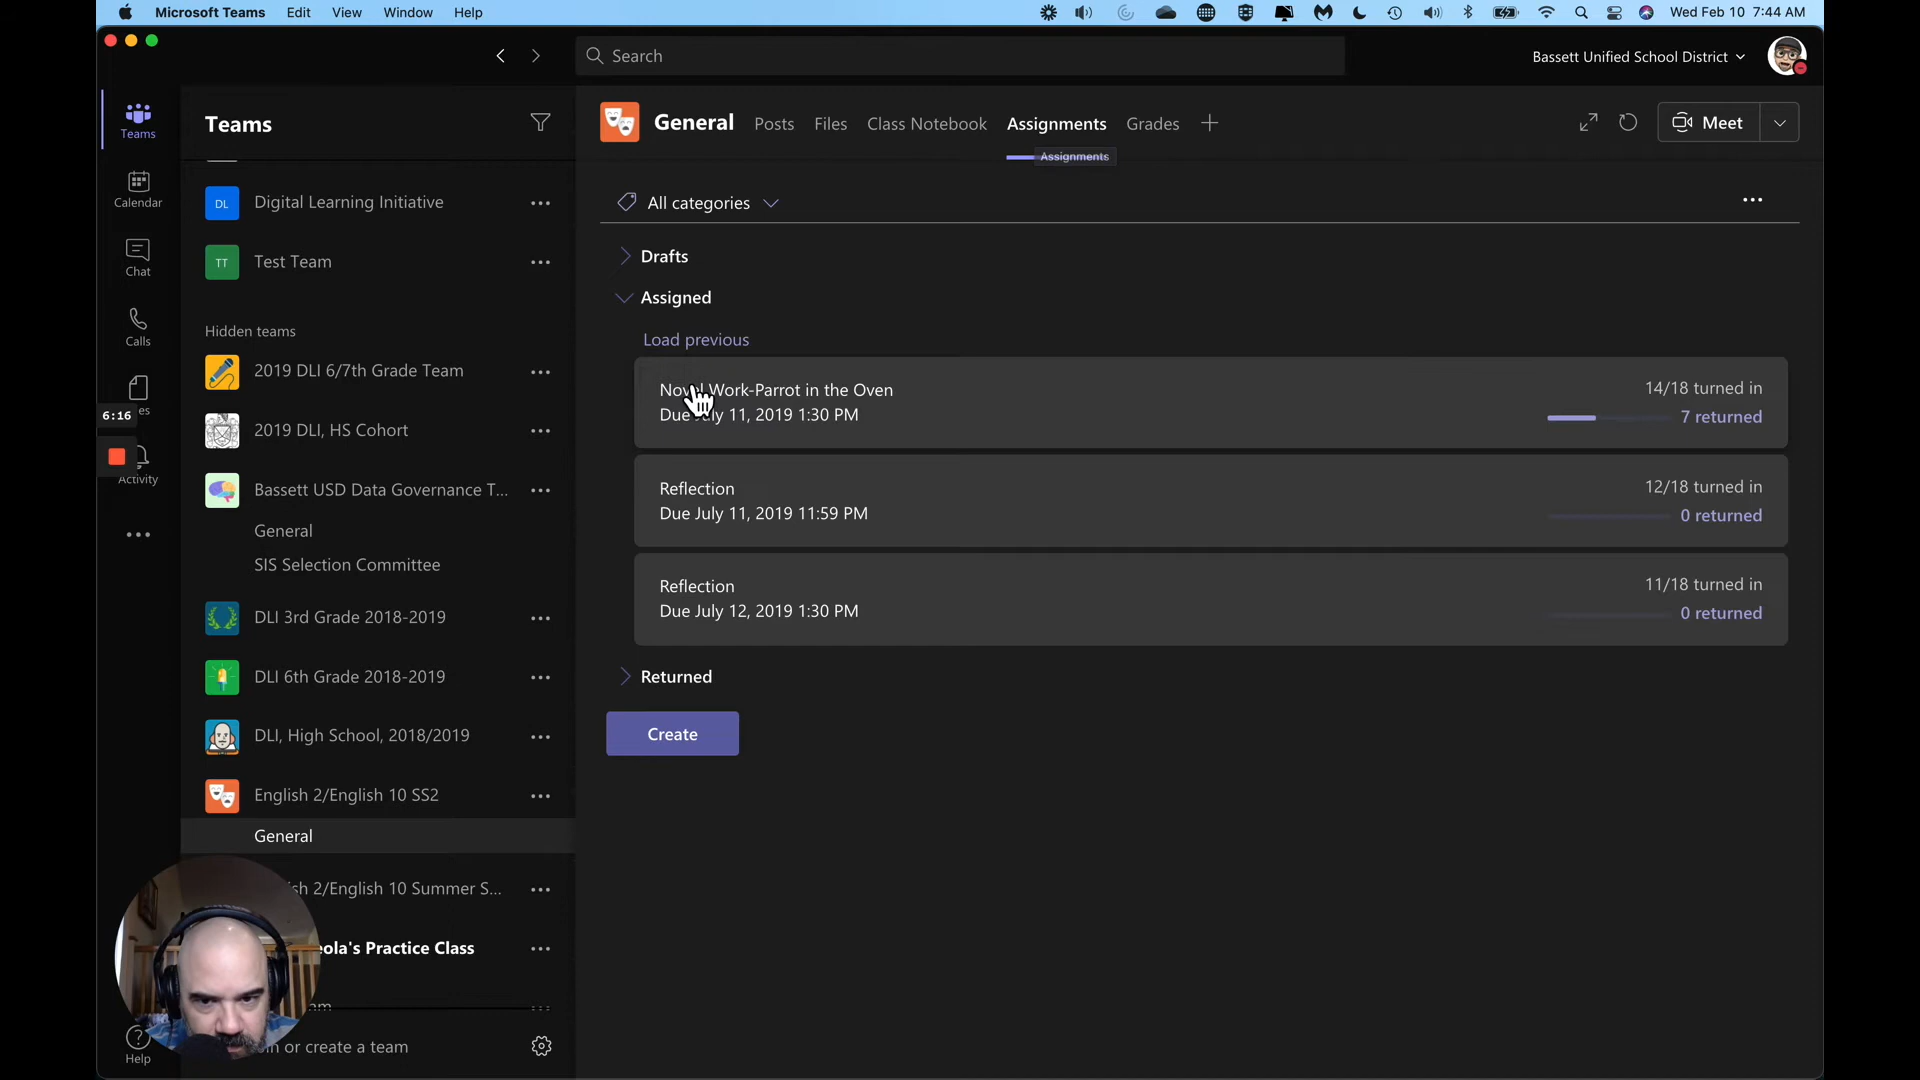 Microsoft Teams Edit View Window Help
Wed Feb 10 7:44 AM
Search
Bassett Unified School District
Teams
Calendar
Chat
Calls
6:16
Activity
Help
Teams
DL Digital Learning Initiative
TT Test Team
Hidden teams
2019 DLI 6/7th Grade Team
2019 DLI, HS Cohort
Bassett USD Data Governance T...
General
SIS Selection Committee
DLI 3rd Grade 2018-2019
DLI 6th Grade 2018-2019
DLI, High School, 2018/2019
English 2/English 10 SS2
General
2/English 10 Summer S...
Practice Class
or create a team
General Posts Files Class Notebook Assignments Grades
Assignments
Meet
All categories
Drafts
Assigned
Load previous
Novel Work-Parrot in the Oven
Due July 11, 2019 1:30 PM
14/18 turned in
7 returned
Reflection
Due July 11, 2019 11:59 PM
12/18 turned in
0 returned
Reflection
Due July 12, 2019 1:30 PM
11/18 turned in
0 returned
Returned
Create